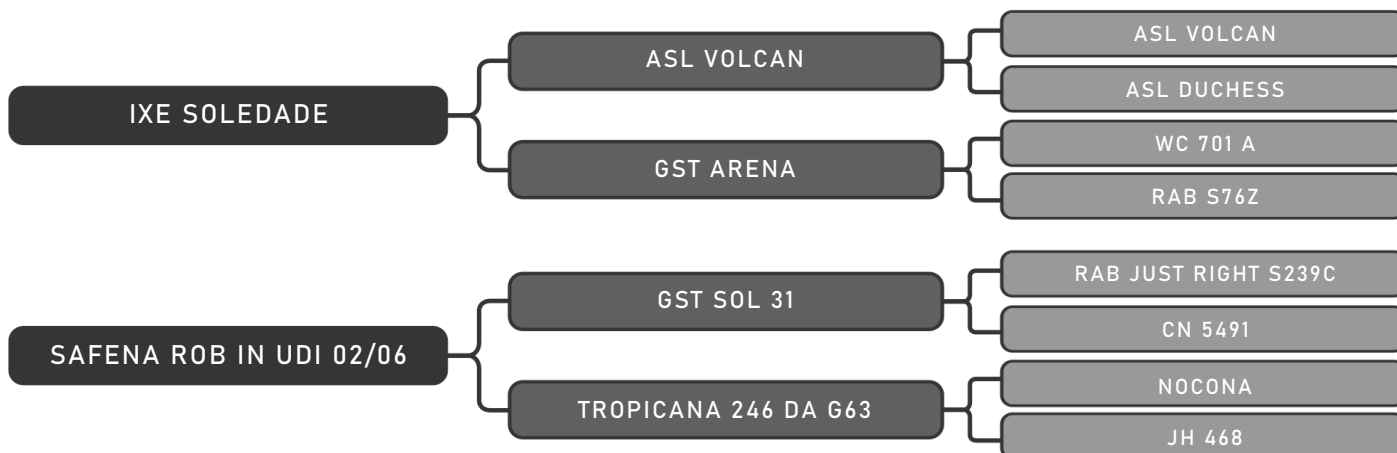 IXE SOLEDADE
ASL VOLCAN
GST ARENA
ASL VOLCAN
ASL DUCHESS
WC 701 A
RAB S76Z
SAFENA ROB IN UDI 02/06
GST SOL 31
TROPICANA 246 DA G63
RAB JUST RIGHT S239C
CN 5491
NOCONA
JH 468